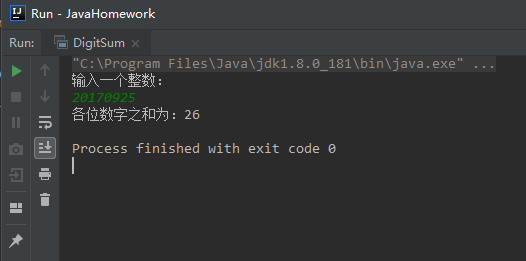 Run - JavaHomework
Run: DigitSum
"C:\Program Files\Java\jdk1.8.0_181\bin\java.exe" ...
输入一个整数：
20170925
各位数字之和为：26
Process finished with exit code 0